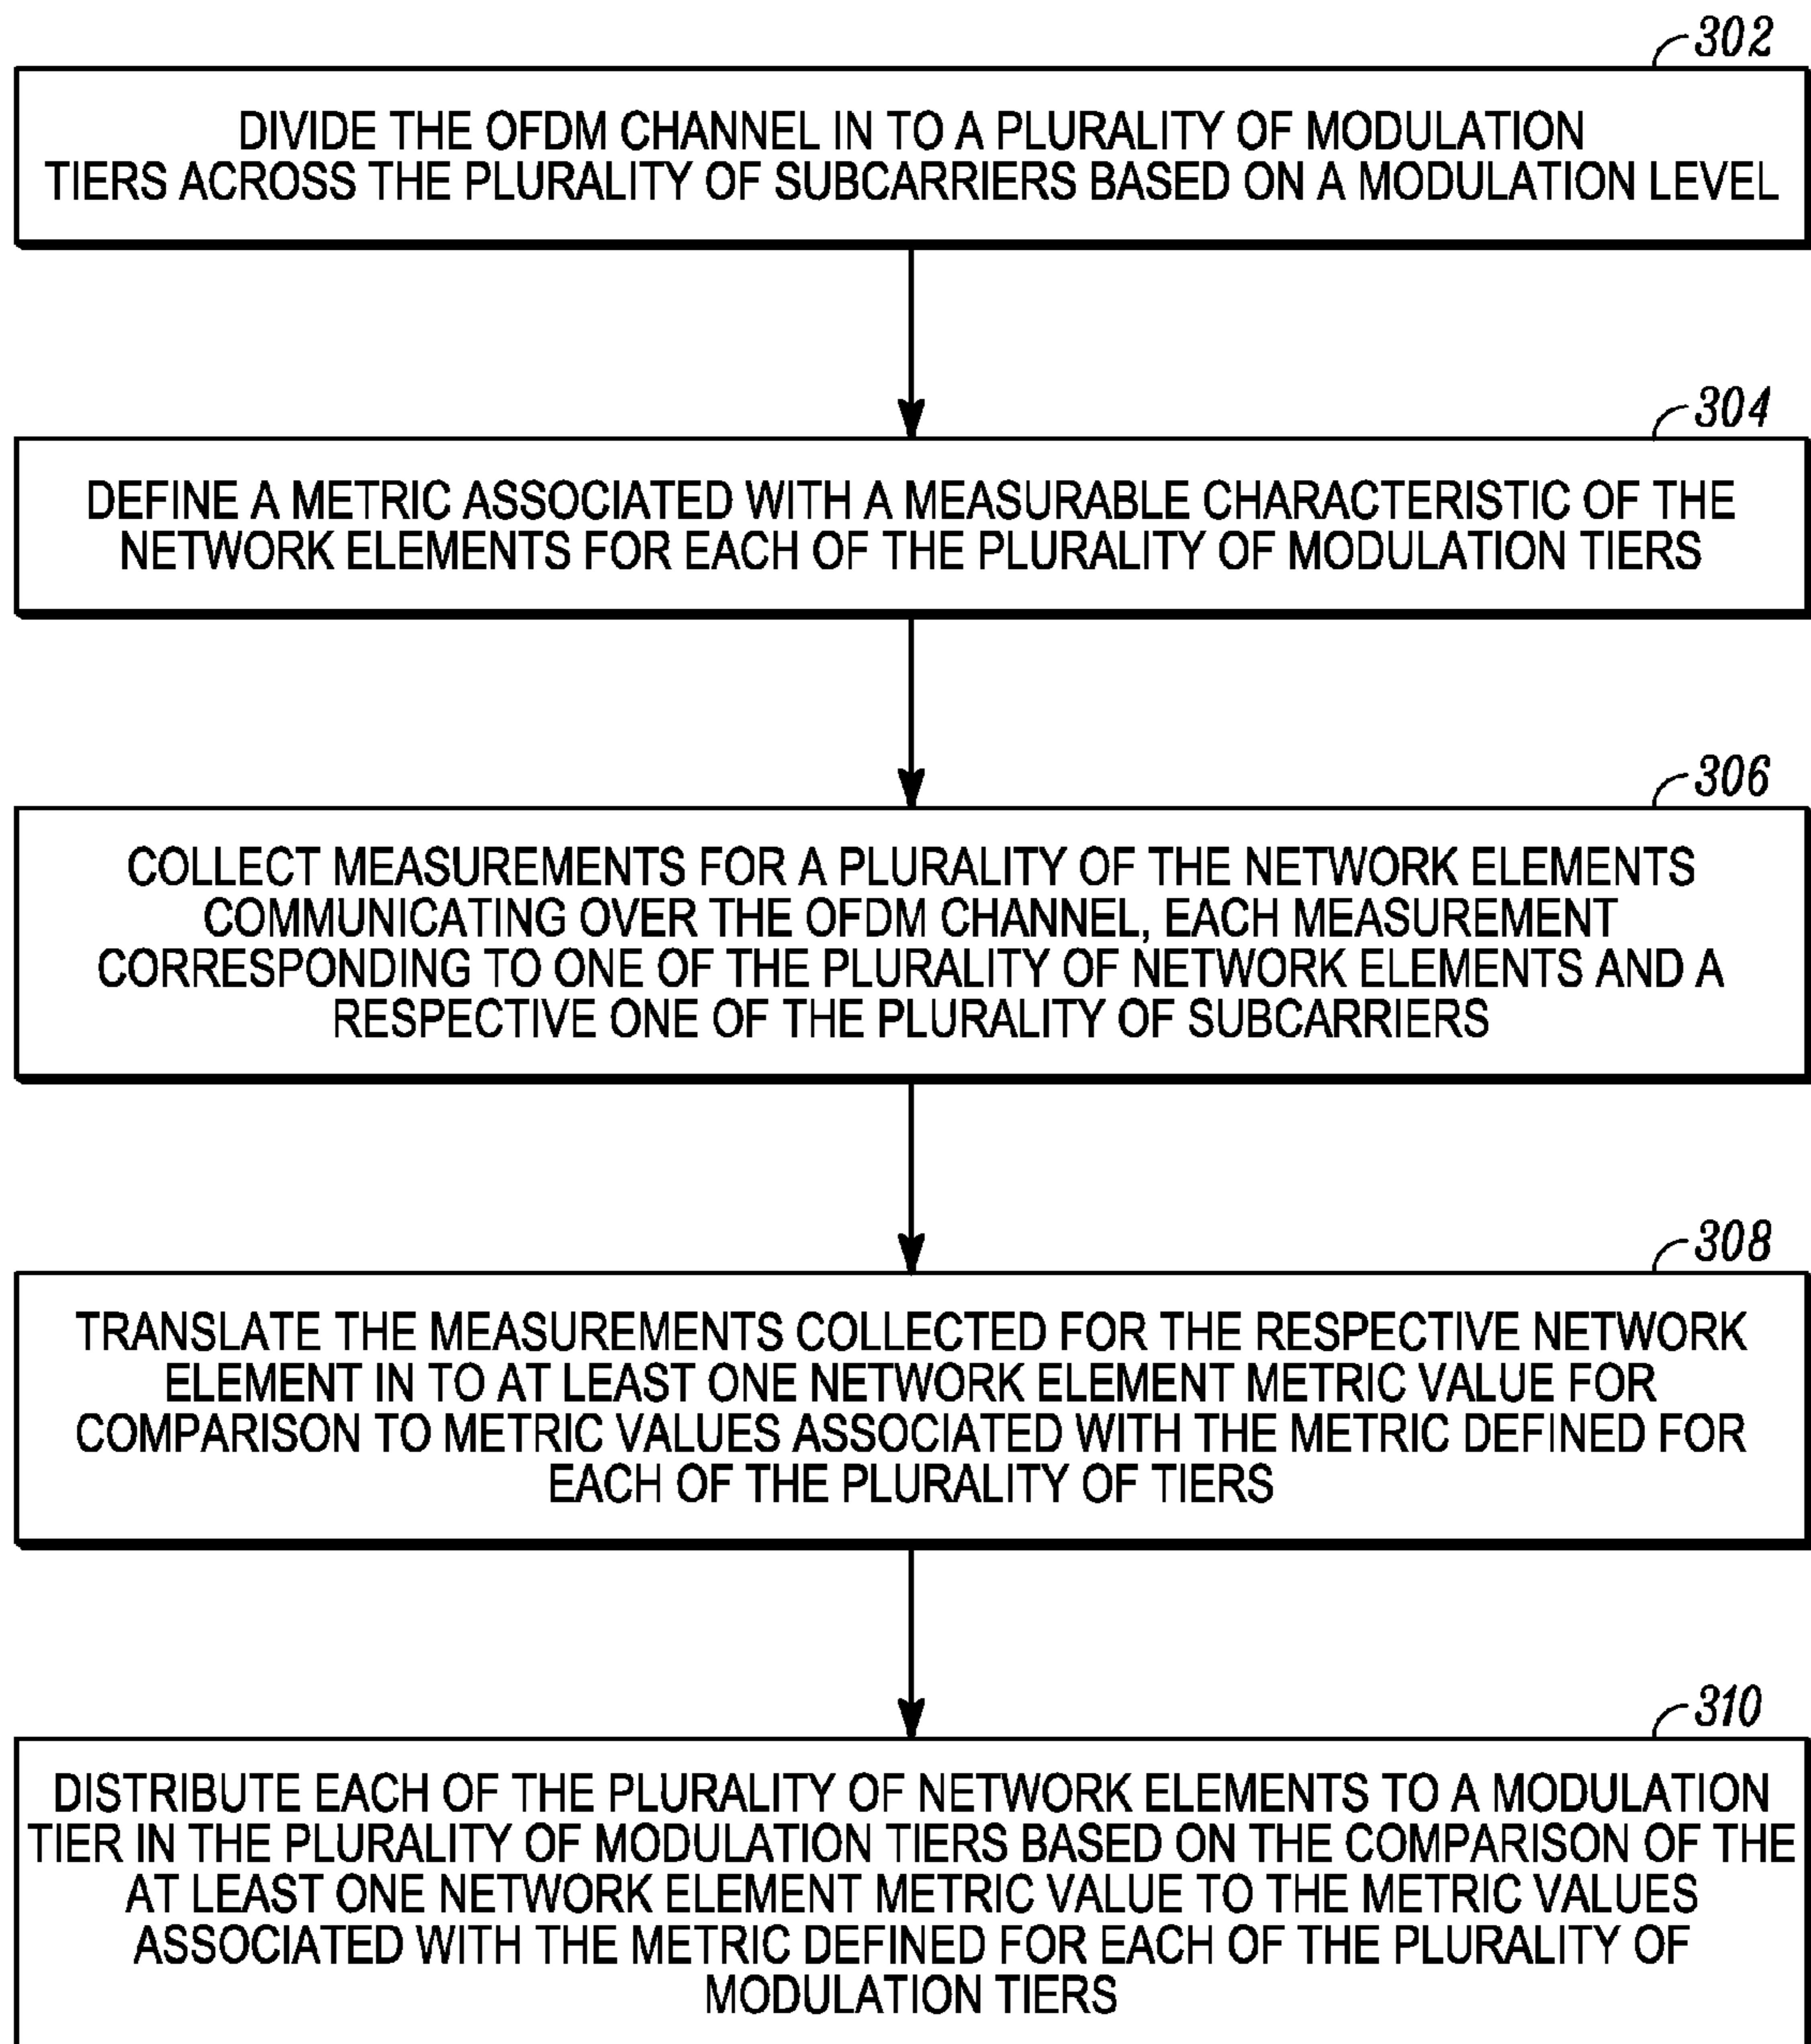 302
DIVIDE THE OFDM CHANNEL IN TO A PLURALITY OF MODULATION
TIERS ACROSS THE PLURALITY OF SUBCARRIERS BASED ON A MODULATION LEVEL
304
DEFINE A METRIC ASSOCIATED WITH A MEASURABLE CHARACTERISTIC OF THE
NETWORK ELEMENTS FOR EACH OF THE PLURALITY OF MODULATION TIERS
306
COLLECT MEASUREMENTS FOR A PLURALITY OF THE NETWORK ELEMENTS
COMMUNICATING OVER THE OFDM CHANNEL, EACH MEASUREMENT
CORRESPONDING TO ONE OF THE PLURALITY OF NETWORK ELEMENTS AND A
RESPECTIVE ONE OF THE PLURALITY OF SUBCARRIERS
308
TRANSLATE THE MEASUREMENTS COLLECTED FOR THE RESPECTIVE NETWORK
ELEMENT IN TO AT LEAST ONE NETWORK ELEMENT METRIC VALUE FOR
COMPARISON TO METRIC VALUES ASSOCIATED WITH THE METRIC DEFINED FOR
EACH OF THE PLURALITY OF TIERS
310
DISTRIBUTE EACH OF THE PLURALITY OF NETWORK ELEMENTS TO A MODULATION
TIER IN THE PLURALITY OF MODULATION TIERS BASED ON THE COMPARISON OF THE
AT LEAST ONE NETWORK ELEMENT METRIC VALUE TO THE METRIC VALUES
ASSOCIATED WITH THE METRIC DEFINED FOR EACH OF THE PLURALITY OF
MODULATION TIERS